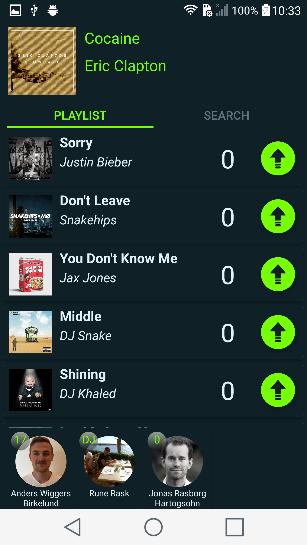 100% 10:33
Cocaine
Eric Clapton
PLAYLIST SEARCH
Sorry
Justin Bieber
0
Don't Leave
Snakehips
0
You Don't Know Me
Jax Jones
0
Middle
DJ Snake
0
Shining
DJ Khaled
0
17 DJ 0
Anders Wiggers Birkelund
Rune Rask
Jonas Rasborg Hartogsohn